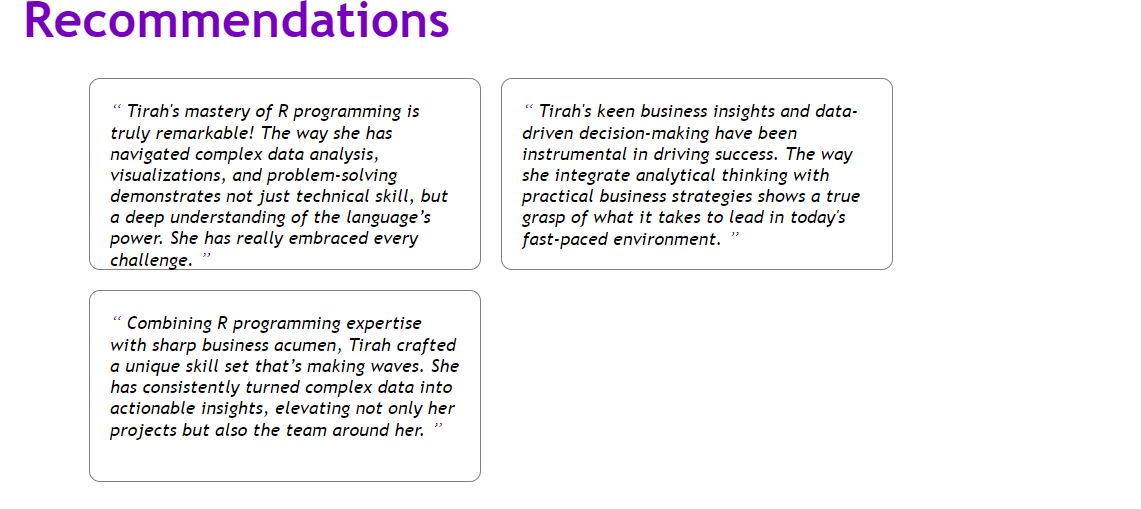 Recommendations
“ Tirah's mastery of R programming is
truly remarkable! The way she has
navigated complex data analysis,
visualizations, and problem-solving
demonstrates not just technical skill, but
a deep understanding of the language’s
power. She has really embraced every
challenge. ”
“ Tirah's keen business insights and data-
driven decision-making have been
instrumental in driving success. The way
she integrate analytical thinking with
practical business strategies shows a true
grasp of what it takes to lead in today's
fast-paced environment. ”
“ Combining R programming expertise
with sharp business acumen, Tirah crafted
a unique skill set that’s making waves. She
has consistently turned complex data into
actionable insights, elevating not only her
projects but also the team around her. ”